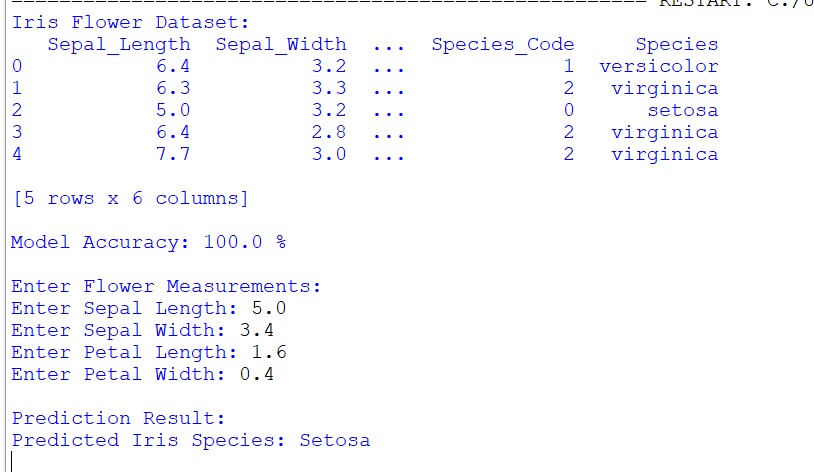 ======================================================= RESTART: C:/U
Iris Flower Dataset:
   Sepal_Length  Sepal_Width  ...  Species_Code     Species
0           6.4          3.2  ...             1  versicolor
1           6.3          3.3  ...             2   virginica
2           5.0          3.2  ...             0      setosa
3           6.4          2.8  ...             2   virginica
4           7.7          3.0  ...             2   virginica
[5 rows x 6 columns]
Model Accuracy: 100.0 %
Enter Flower Measurements:
Enter Sepal Length: 5.0
Enter Sepal Width: 3.4
Enter Petal Length: 1.6
Enter Petal Width: 0.4
Prediction Result:
Predicted Iris Species: Setosa